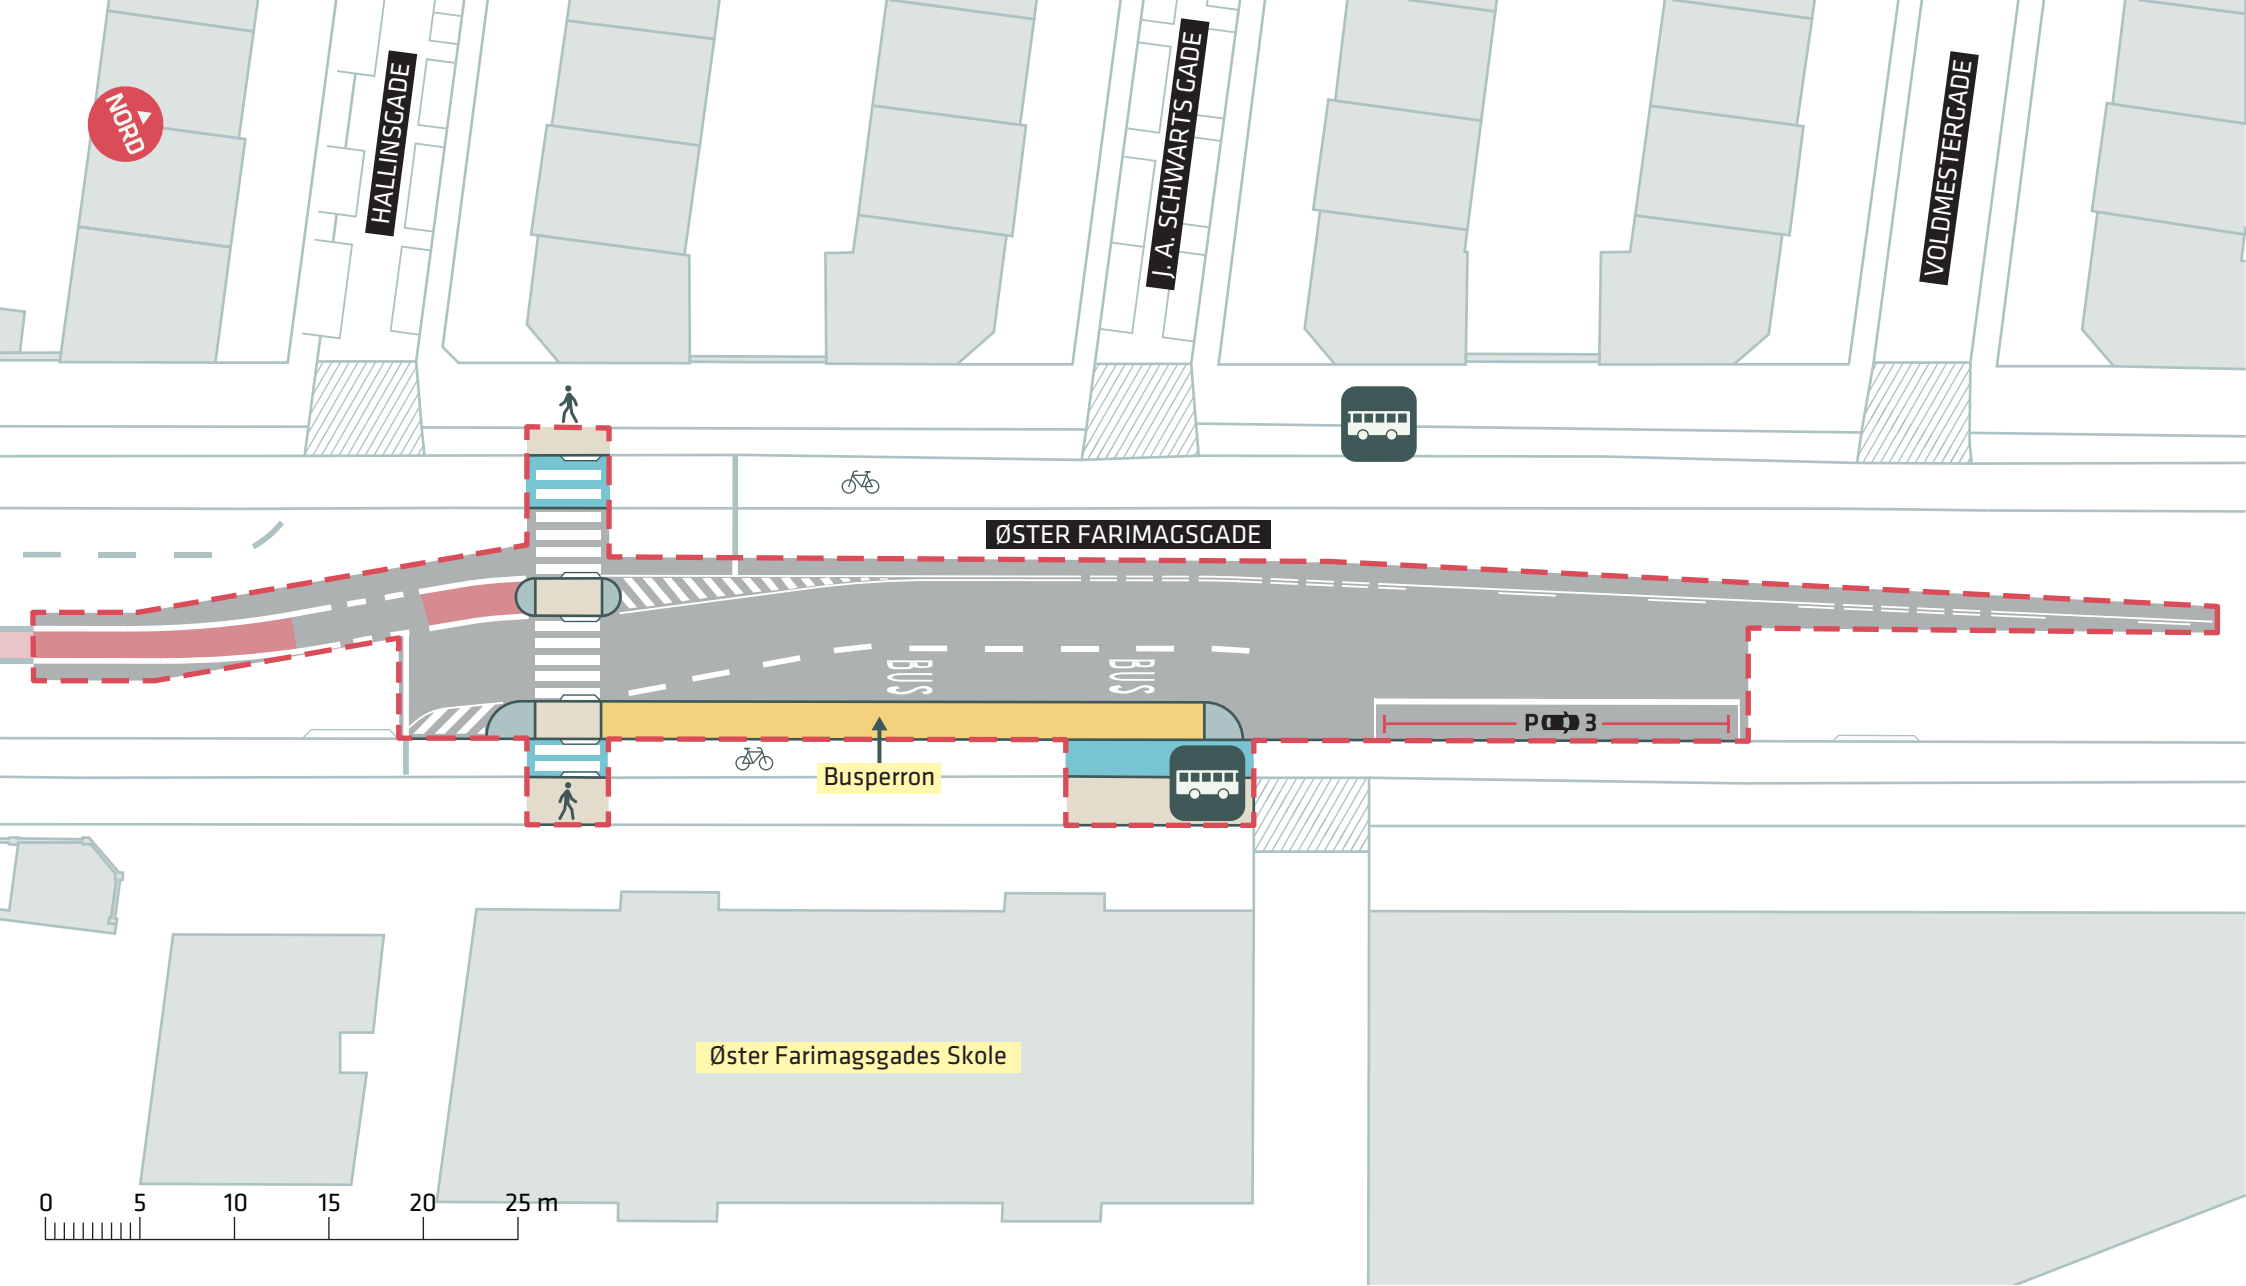 NORD
HALLINSGADE
J. A. SCHWARTS GADE
VOLDMESTERGADE
ØSTER FARIMAGSGADE
BUS
BUS
P 3
Busperron
Øster Farimagsgades Skole
0 5 10 15 20 25 m